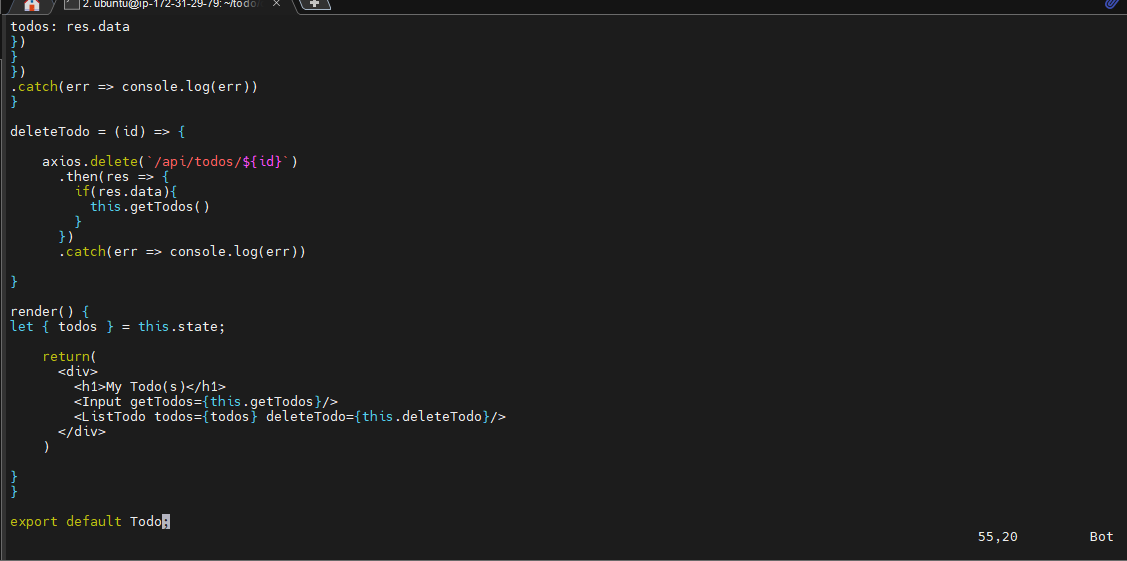 2. ubuntu@ip-172-31-29-79: ~/todo/
todos: res.data
})
}
})
.catch(err => console.log(err))
}
deleteTodo = (id) => {
axios.delete(`/api/todos/${id}`)
.then(res => {
if(res.data){
this.getTodos()
}
})
.catch(err => console.log(err))
}
render() {
let { todos } = this.state;
return(
<div>
<h1>My Todo(s)</h1>
<Input getTodos={this.getTodos}/>
<ListTodo todos={todos} deleteTodo={this.deleteTodo}/>
</div>
)
}
}
export default Todo;
55,20 Bot